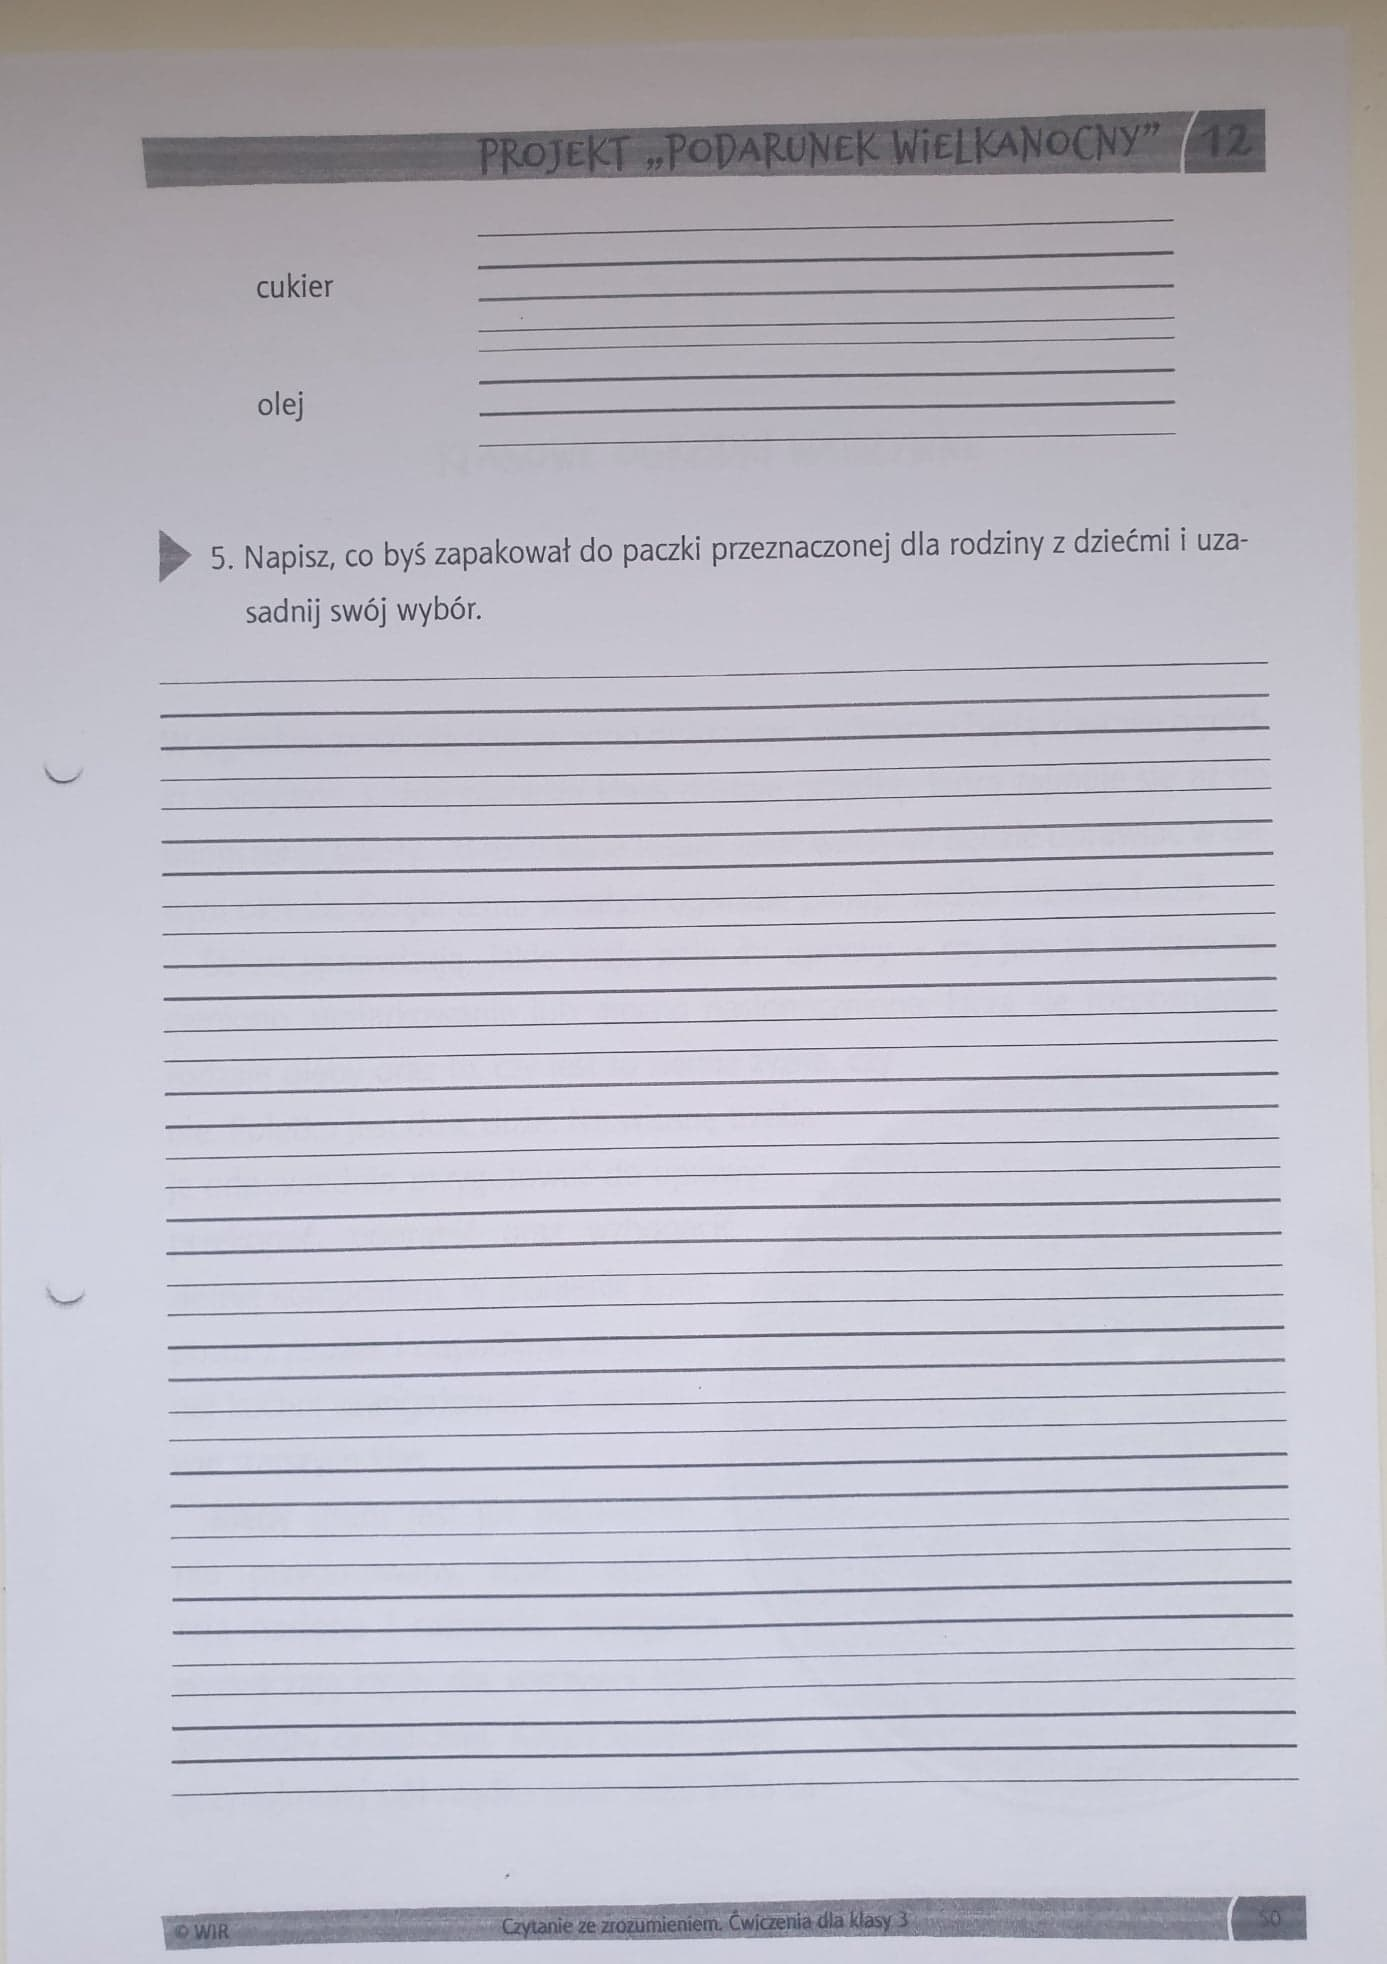 PROJEKT „PODARUNEK WIELKANOCNY” 12
cukier
olej
5. Napisz, co byś zapakował do paczki przeznaczonej dla rodziny z dziećmi i uza-
sadnij swój wybór.
© WIR Czytanie ze zrozumieniem. Ćwiczenia dla klasy 3 50